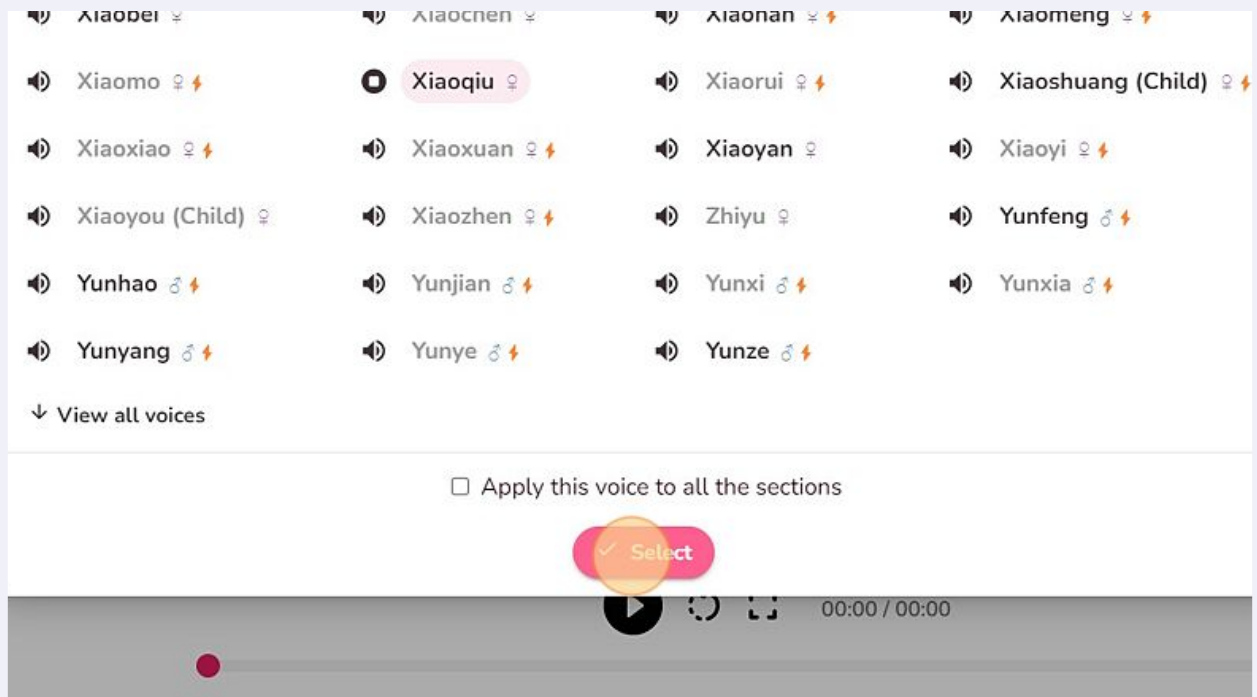 Xiaobei ♀ Xiaochen ♀ Xiaohan ♀ Xiaomeng ♀
Xiaomo ♀ Xiaoqiu ♀ Xiaorui ♀ Xiaoshuang (Child) ♀
Xiaoxiao ♀ Xiaoxuan ♀ Xiaoyan ♀ Xiaoyi ♀
Xiaoyou (Child) ♀ Xiaozhen ♀ Zhiyu ♀ Yunfeng ♂
Yunhao ♂ Yunjian ♂ Yunxi ♂ Yunxia ♂
Yunyang ♂ Yunye ♂ Yunze ♂
View all voices
Apply this voice to all the sections
Select
00:00 / 00:00